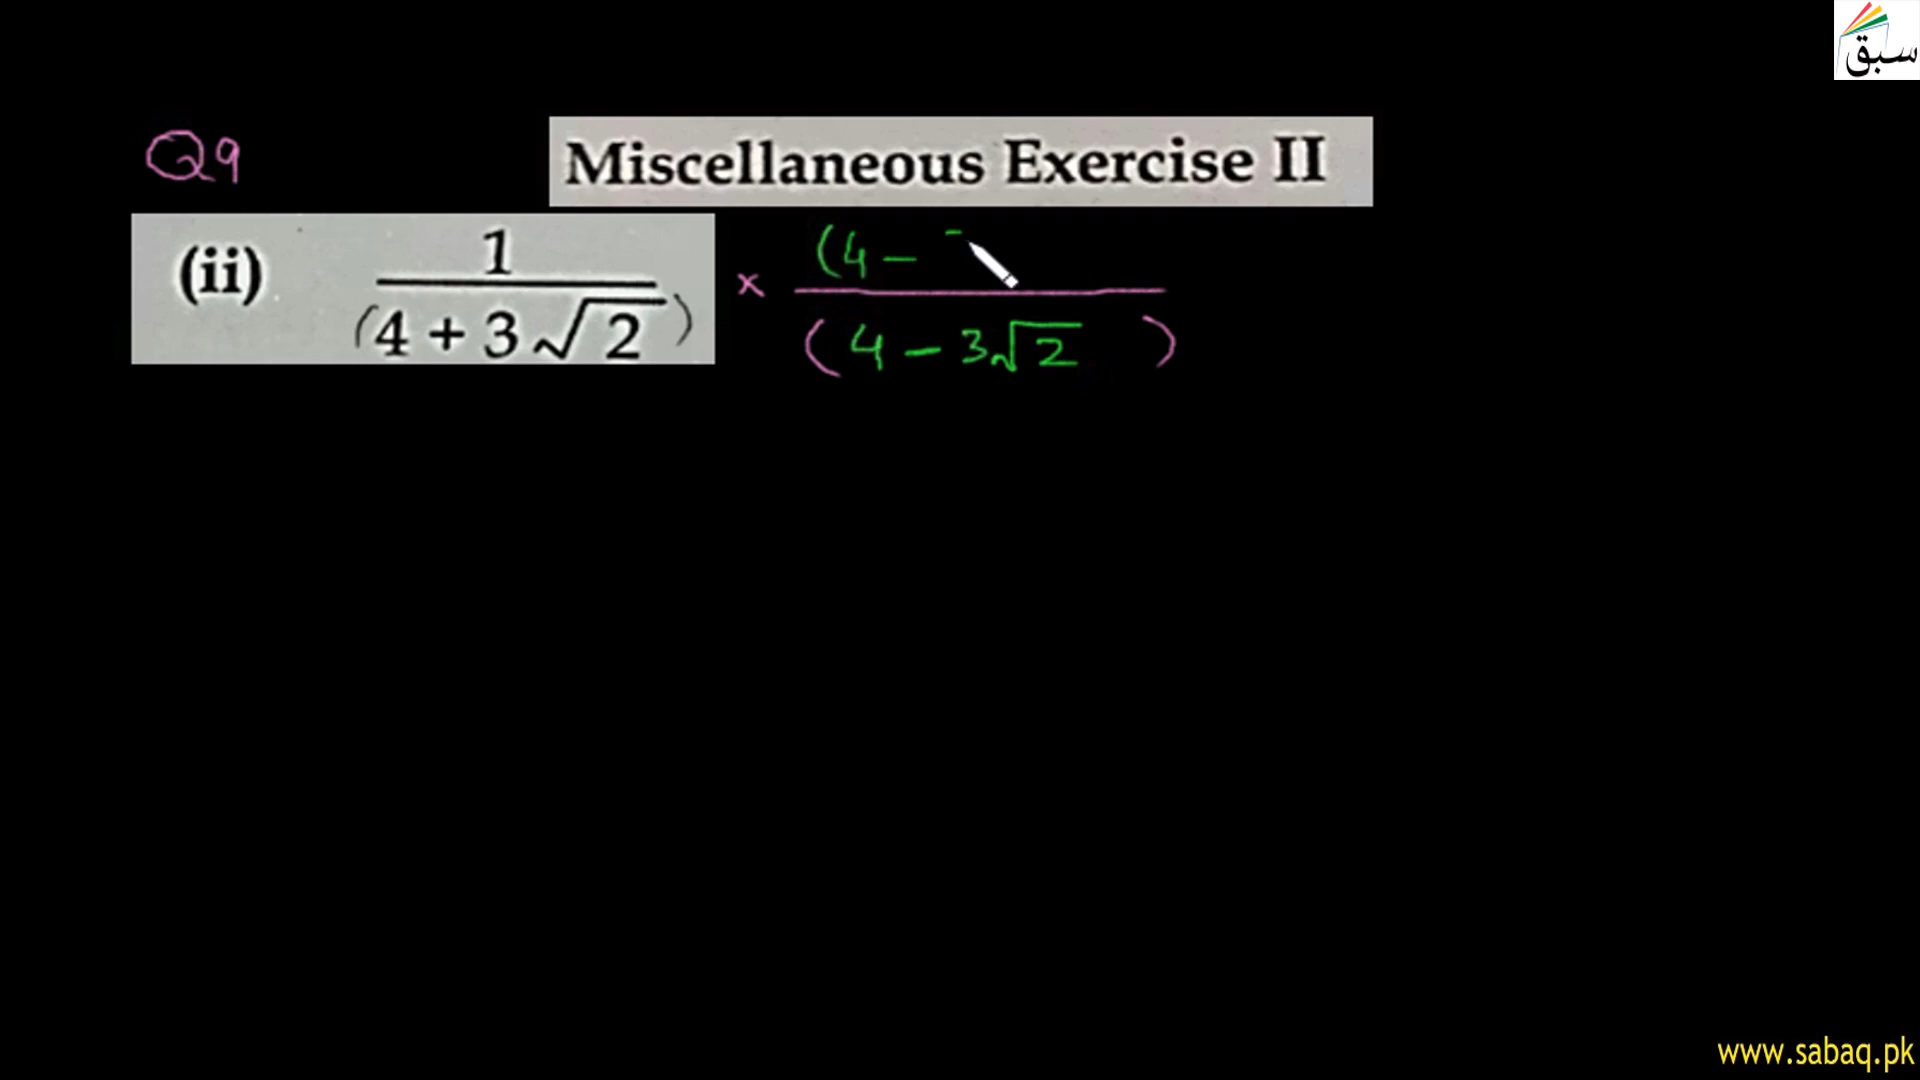 سبق
Q9
Miscellaneous Exercise II
(ii) 1/(4 + 3√2) × (4 -
(4 - 3√2)
www.sabaq.pk